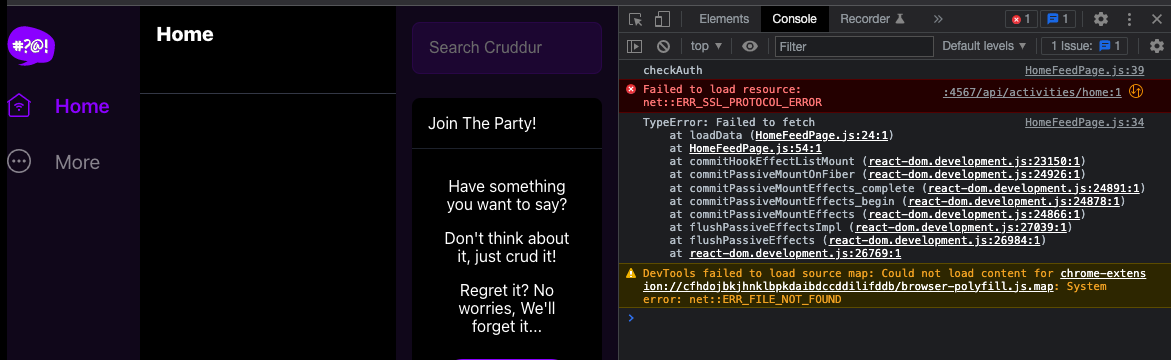 #?@!
Home
More
Home
Search Cruddur
Join The Party!
Have something
you want to say?
Don't think about
it, just crud it!
Regret it? No
worries, We'll
forget it...
Elements Console Recorder » 1 1
top Filter Default levels 1 Issue: 1
checkAuth HomeFeedPage.js:39
Failed to load resource: :4567/api/activities/home:1
net::ERR_SSL_PROTOCOL_ERROR
TypeError: Failed to fetch HomeFeedPage.js:34
at loadData (HomeFeedPage.js:24:1)
at HomeFeedPage.js:54:1
at commitHookEffectListMount (react-dom.development.js:23150:1)
at commitPassiveMountOnFiber (react-dom.development.js:24926:1)
at commitPassiveMountEffects_complete (react-dom.development.js:24891:1)
at commitPassiveMountEffects_begin (react-dom.development.js:24878:1)
at commitPassiveMountEffects (react-dom.development.js:24866:1)
at flushPassiveEffectsImpl (react-dom.development.js:27039:1)
at flushPassiveEffects (react-dom.development.js:26984:1)
at react-dom.development.js:26769:1
DevTools failed to load source map: Could not load content for chrome-extens
ion://cfhdojbkjhnklbpkdaibdccddilifddb/browser-polyfill.js.map: System
error: net::ERR_FILE_NOT_FOUND